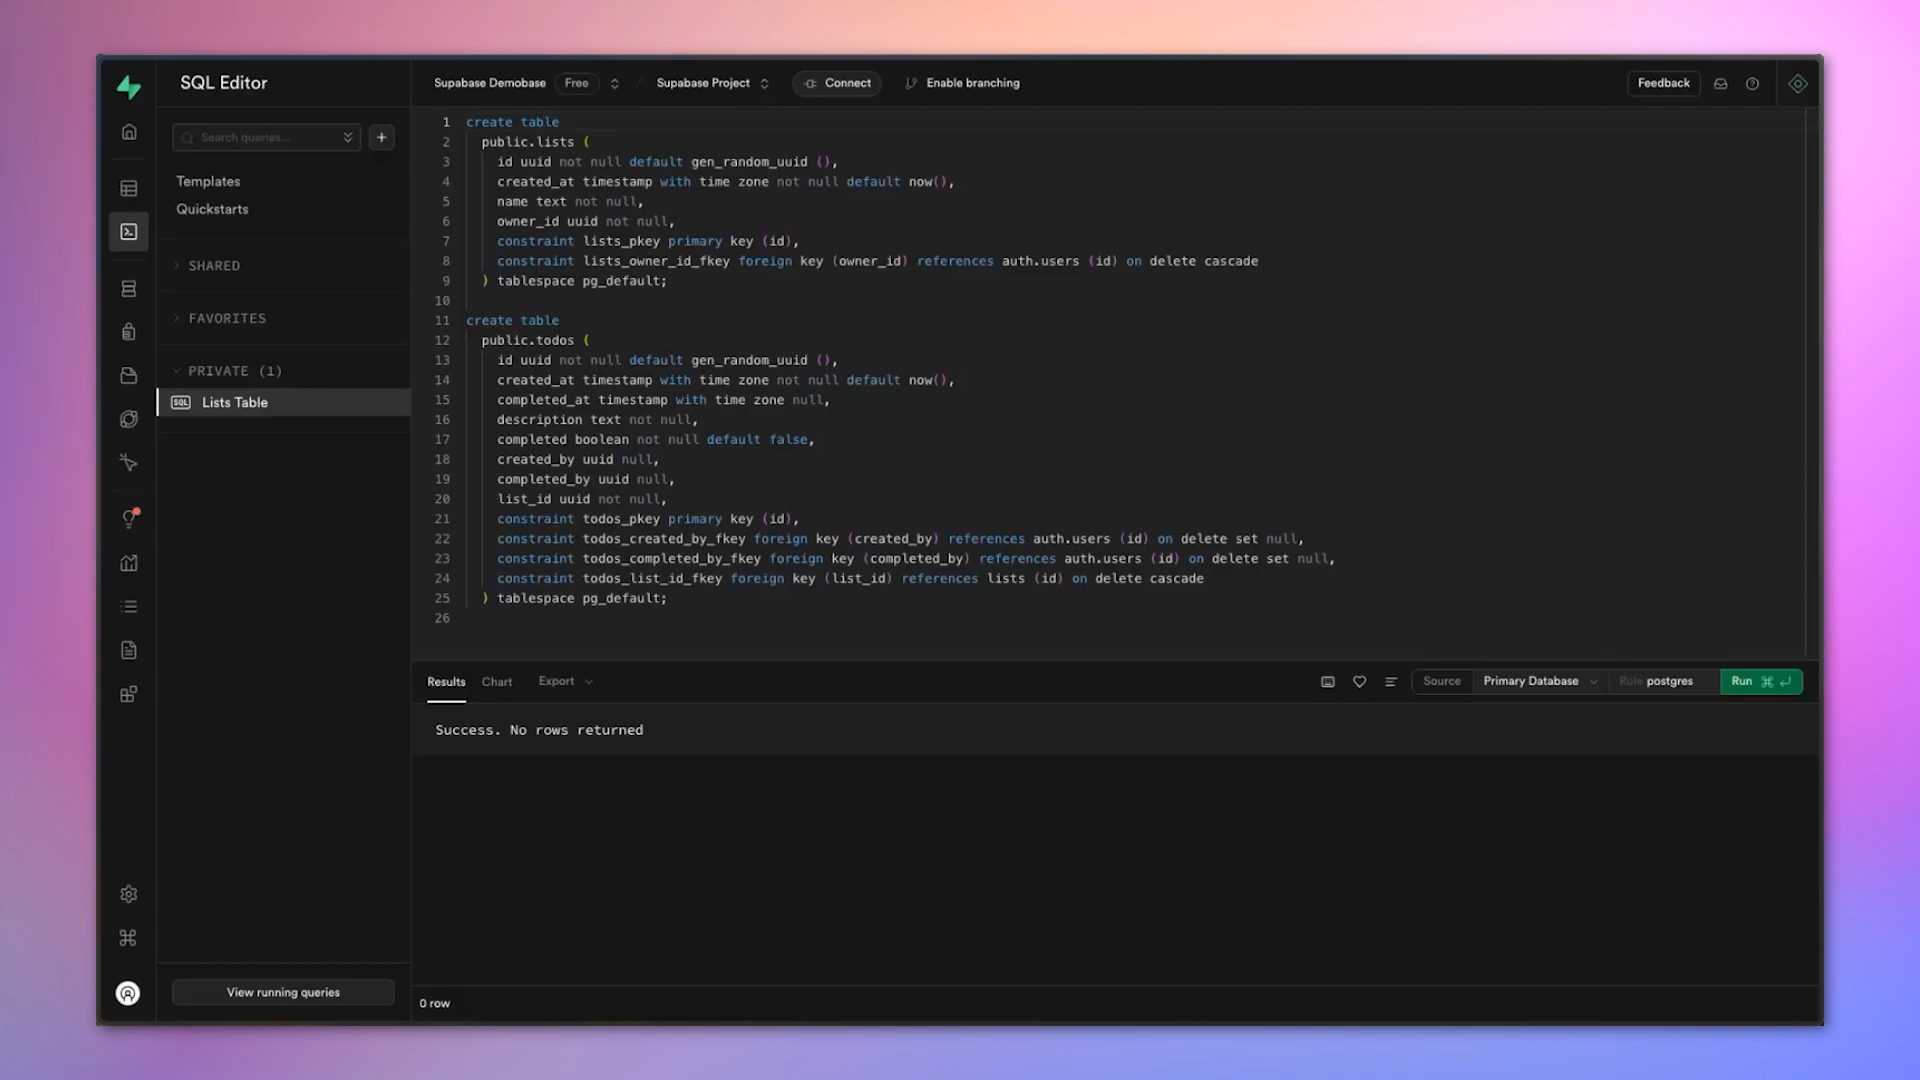 SQL Editor
Supabase Demobase Free / Supabase Project Connect Enable branching Feedback
Search queries...
Templates
Quickstarts
SHARED
FAVORITES
PRIVATE (1)
SQL Lists Table
View running queries
1 create table
2 public.lists (
3 id uuid not null default gen_random_uuid (),
4 created_at timestamp with time zone not null default now(),
5 name text not null,
6 owner_id uuid not null,
7 constraint lists_pkey primary key (id),
8 constraint lists_owner_id_fkey foreign key (owner_id) references auth.users (id) on delete cascade
9 ) tablespace pg_default;
10
11 create table
12 public.todos (
13 id uuid not null default gen_random_uuid (),
14 created_at timestamp with time zone not null default now(),
15 completed_at timestamp with time zone null,
16 description text not null,
17 completed boolean not null default false,
18 created_by uuid null,
19 completed_by uuid null,
20 list_id uuid not null,
21 constraint todos_pkey primary key (id),
22 constraint todos_created_by_fkey foreign key (created_by) references auth.users (id) on delete set null,
23 constraint todos_completed_by_fkey foreign key (completed_by) references auth.users (id) on delete set null,
24 constraint todos_list_id_fkey foreign key (list_id) references lists (id) on delete cascade
25 ) tablespace pg_default;
26
Results Chart Export Source Primary Database Role postgres Run ⌘ ↵
Success. No rows returned
0 row